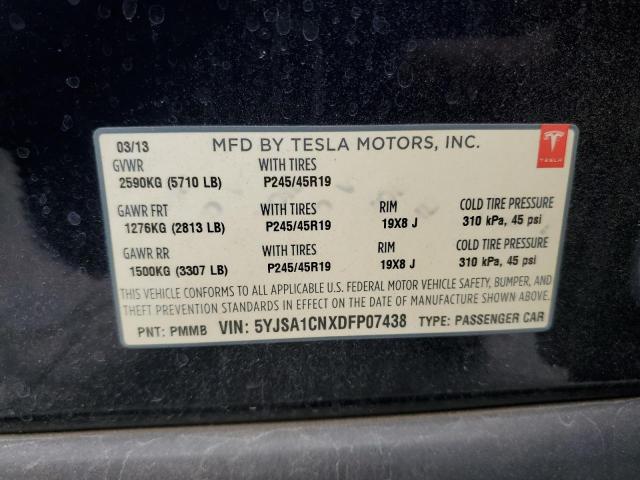 03/13 MFD BY TESLA MOTORS, INC.
GVWR WITH TIRES
2590KG (5710 LB) P245/45R19
TESLA
GAWR FRT WITH TIRES RIM COLD TIRE PRESSURE
1276KG (2813 LB) P245/45R19 19X8 J 310 kPa, 45 psi
GAWR RR WITH TIRES RIM COLD TIRE PRESSURE
1500KG (3307 LB) P245/45R19 19X8 J 310 kPa, 45 psi
THIS VEHICLE CONFORMS TO ALL APPLICABLE U.S. FEDERAL MOTOR VEHICLE SAFETY, BUMPER, AND
THEFT PREVENTION STANDARDS IN EFFECT ON THE DATE OF MANUFACTURE SHOWN ABOVE.
PNT: PMMB VIN: 5YJSA1CNXDFP07438 TYPE: PASSENGER CAR